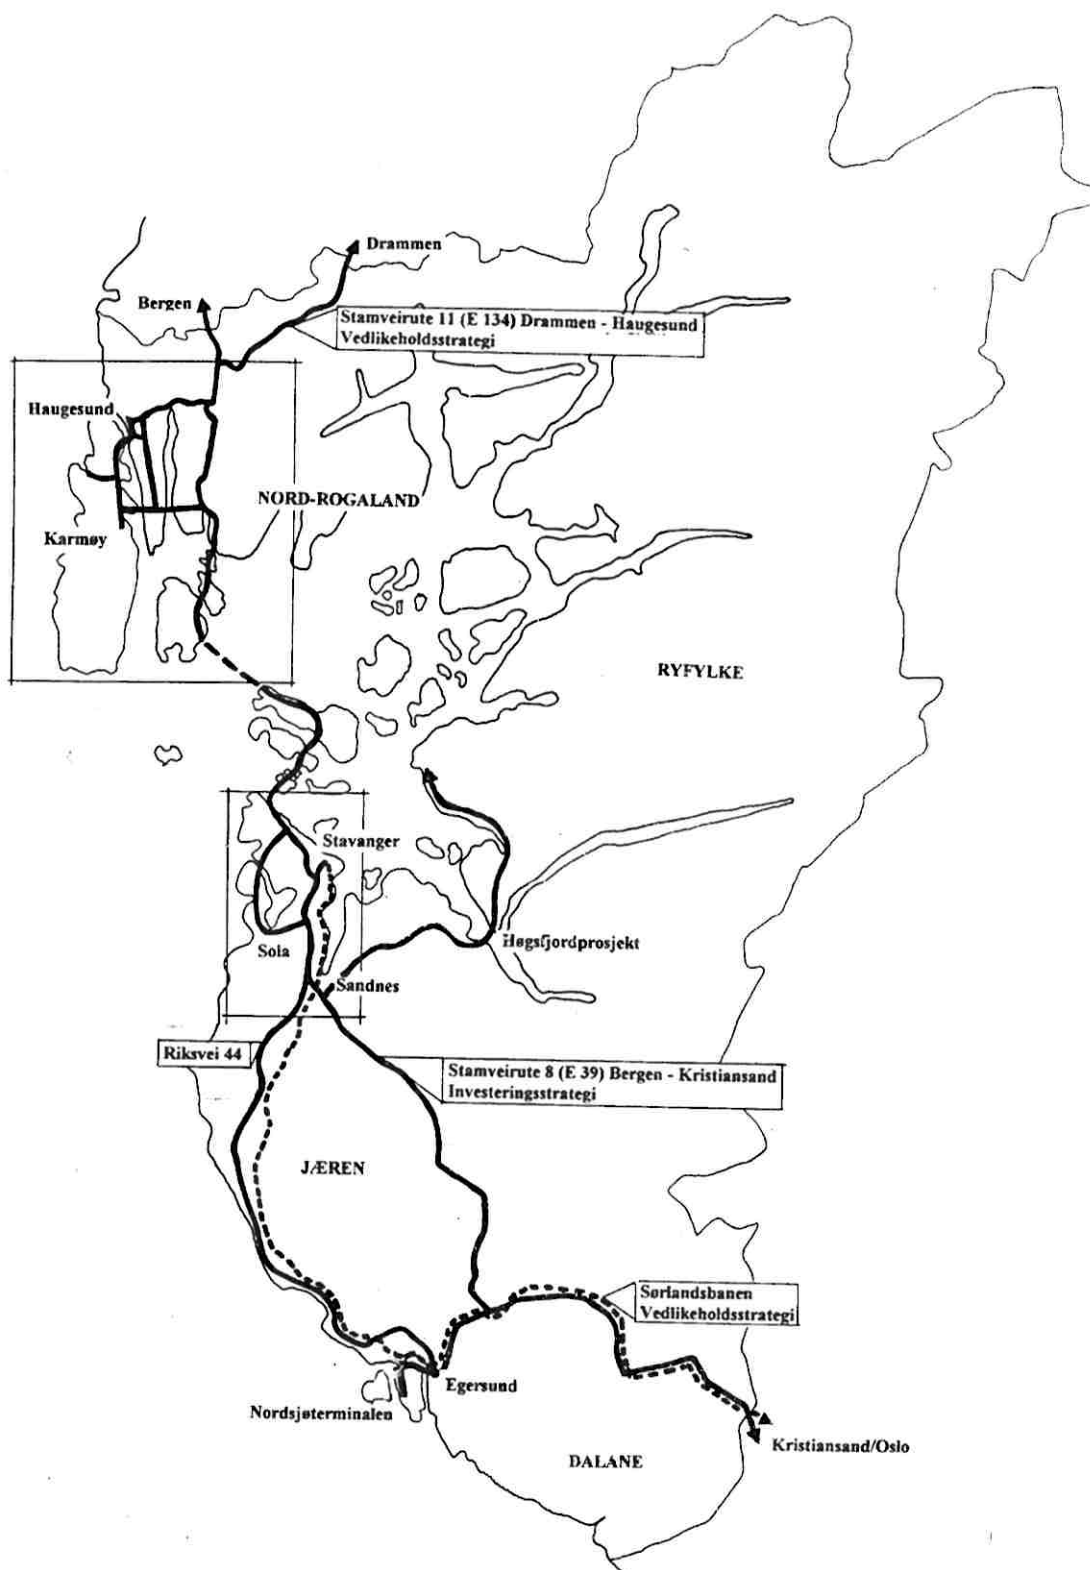 Drammen
Bergen
Stamveirute 11 (E 134) Drammen - Haugesund
Vedlikeholdsstrategi
Haugesund
NORD-ROGALAND
Karmøy
RYFYLKE
Stavanger
Sola
Høgsfjordprosjekt
Sandnes
Riksvei 44
Stamveirute 8 (E 39) Bergen - Kristiansand
Investeringsstrategi
JÆREN
Sørlandsbanen
Vedlikeholdsstrategi
Egersund
Nordsjøterminalen
Kristiansand/Oslo
DALANE